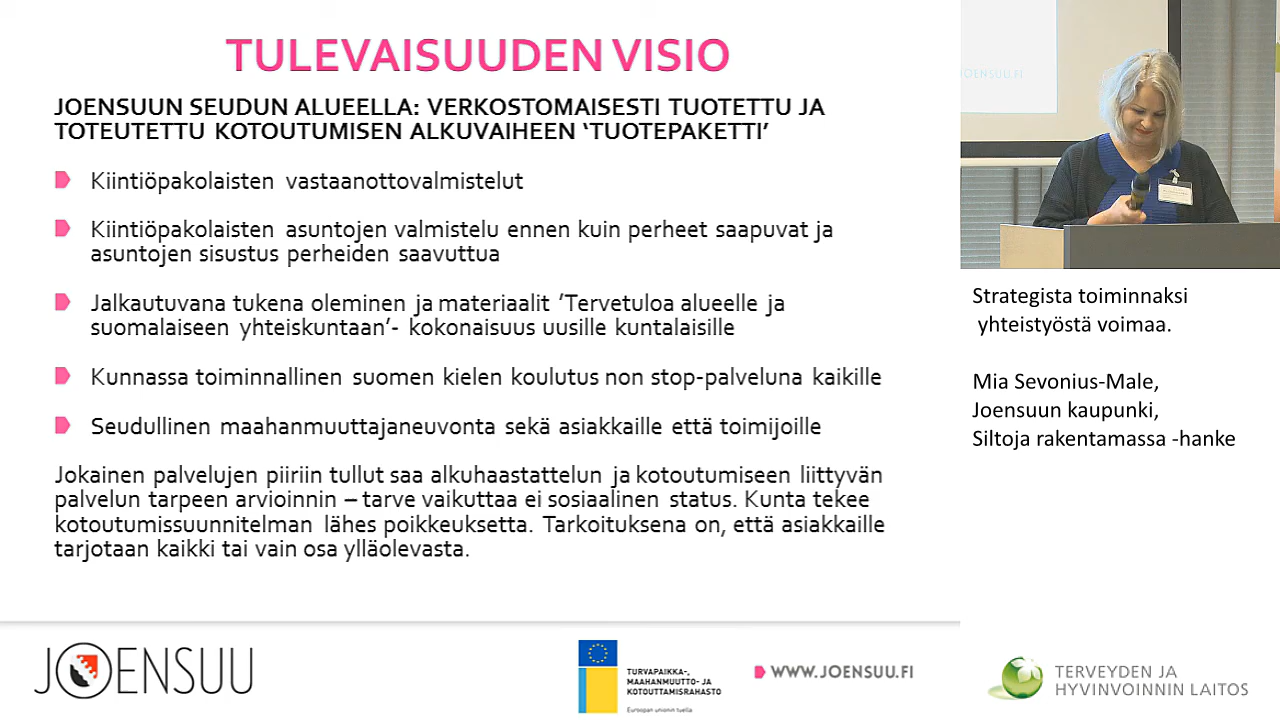 TULEVAISUUDEN VISIO
JOENSUUN SEUDUN ALUEELLA: VERKOSTOMAISESTI TUOTETTU JA
TOTEUTETTU KOTOUTUMISEN ALKUVAIHEEN ‘TUOTEPAKETTI’
Kiintiöpakolaisten vastaanottovalmistelut
Kiintiöpakolaisten asuntojen valmistelu ennen kuin perheet saapuvat ja
asuntojen sisustus perheiden saavuttua
Jalkautuvana tukena oleminen ja materiaalit ’Tervetuloa alueelle ja
suomalaiseen yhteiskuntaan’- kokonaisuus uusille kuntalaisille
Kunnassa toiminnallinen suomen kielen koulutus non stop-palveluna kaikille
Seudullinen maahanmuuttajaneuvonta sekä asiakkaille että toimijoille
Jokainen palvelujen piiriin tullut saa alkuhaastattelun ja kotoutumiseen liittyvän
palvelun tarpeen arvioinnin – tarve vaikuttaa ei sosiaalinen status. Kunta tekee
kotoutumissuunnitelman lähes poikkeuksetta. Tarkoituksena on, että asiakkaille
tarjotaan kaikki tai vain osa ylläolevasta.
JOENSUU
TURVAPAIKKA-,
MAAHANMUUTTO- JA
KOTOUTTAMISRAHASTO
Euroopan unionin tuella
WWW.JOENSUU.FI
JOENSUU.FI
Strategista toiminnaksi
yhteistyöstä voimaa.
Mia Sevonius-Male,
Joensuun kaupunki,
Siltoja rakentamassa -hanke
TERVEYDEN JA
HYVINVOINNIN LAITOS